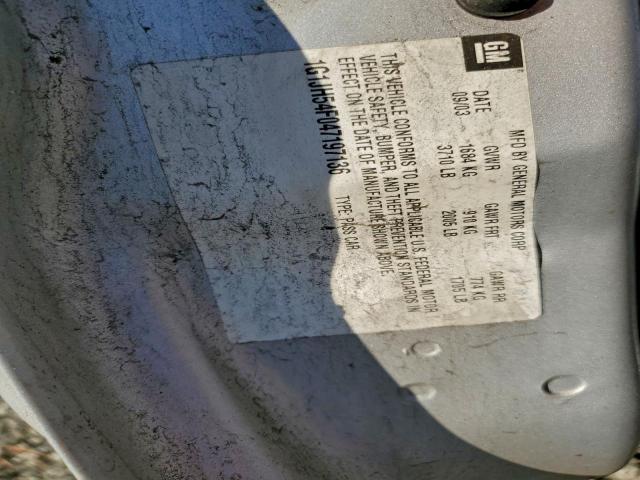 GM
MFD BY GENERAL MOTORS CORP
DATE GVWR GAWR FRT GAWR RR
09/03 1684 KG 910 KG 774 KG
3710 LB 2005 LB 1705 LB
THIS VEHICLE CONFORMS TO ALL APPLICABLE U.S. FEDERAL MOTOR
VEHICLE SAFETY, BUMPER, AND THEFT PREVENTION STANDARDS IN
EFFECT ON THE DATE OF MANUFACTURE SHOWN ABOVE.
1G1JH54F047197136 TYPE: PASS CAR